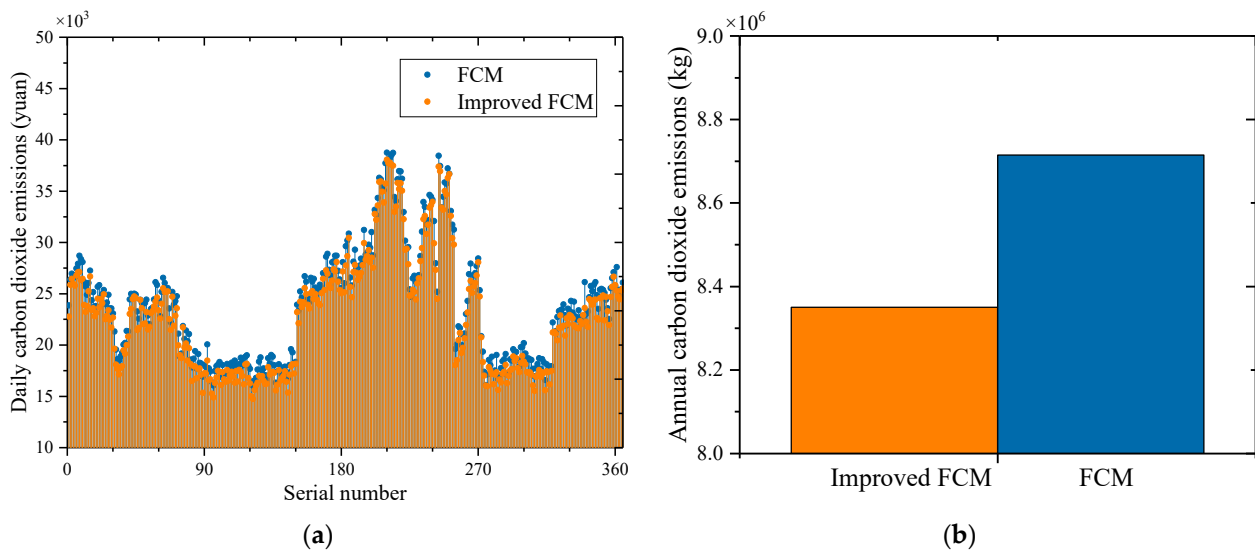 ×10³
50
45
40
35
30
25
20
15
10
0
90
180
270
360
Daily carbon dioxide emissions (yuan)
Serial number
FCM
Improved FCM
(a)
×10⁶
9.0
8.8
8.6
8.4
8.2
8.0
Annual carbon dioxide emissions (kg)
Improved FCM
FCM
(b)